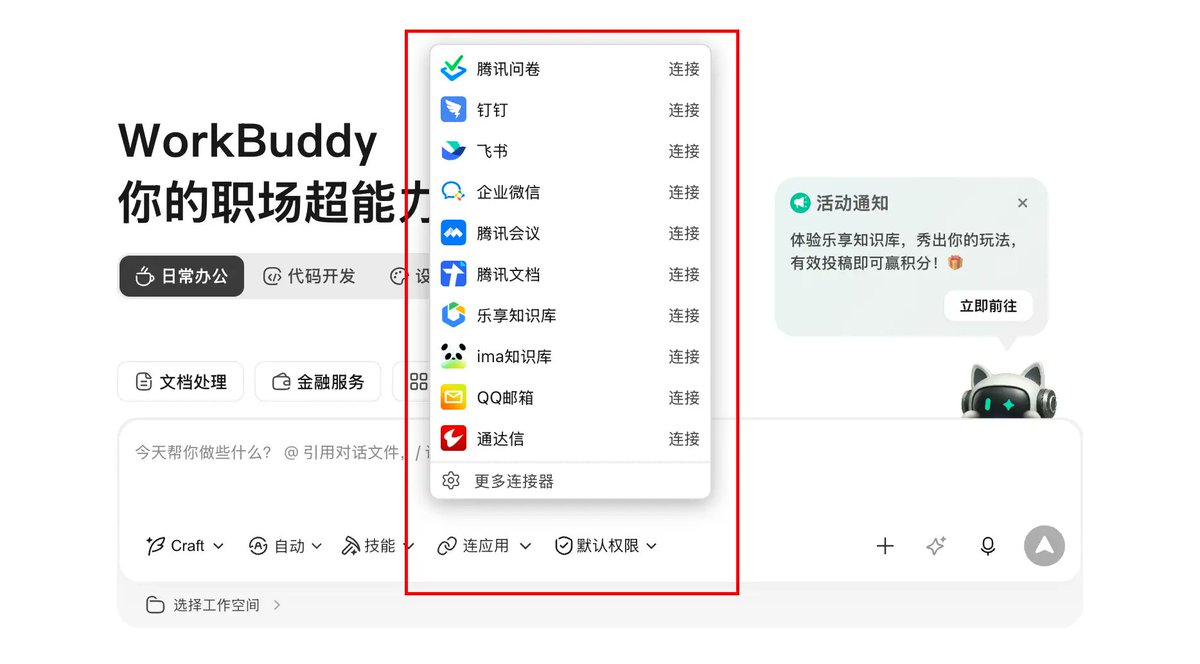 WorkBuddy
你的职场超能力
日常办公
代码开发
设
文档处理
金融服务
腾讯问卷 连接
钉钉 连接
飞书 连接
企业微信 连接
腾讯会议 连接
腾讯文档 连接
乐享知识库 连接
ima知识库 连接
QQ邮箱 连接
通达信 连接
更多连接器
活动通知
体验乐享知识库，秀出你的玩法，
有效投稿即可赢积分！
立即前往
今天帮你做些什么？ @ 引用对话文件，/
Craft 自动 技能 连应用 默认权限
选择工作空间